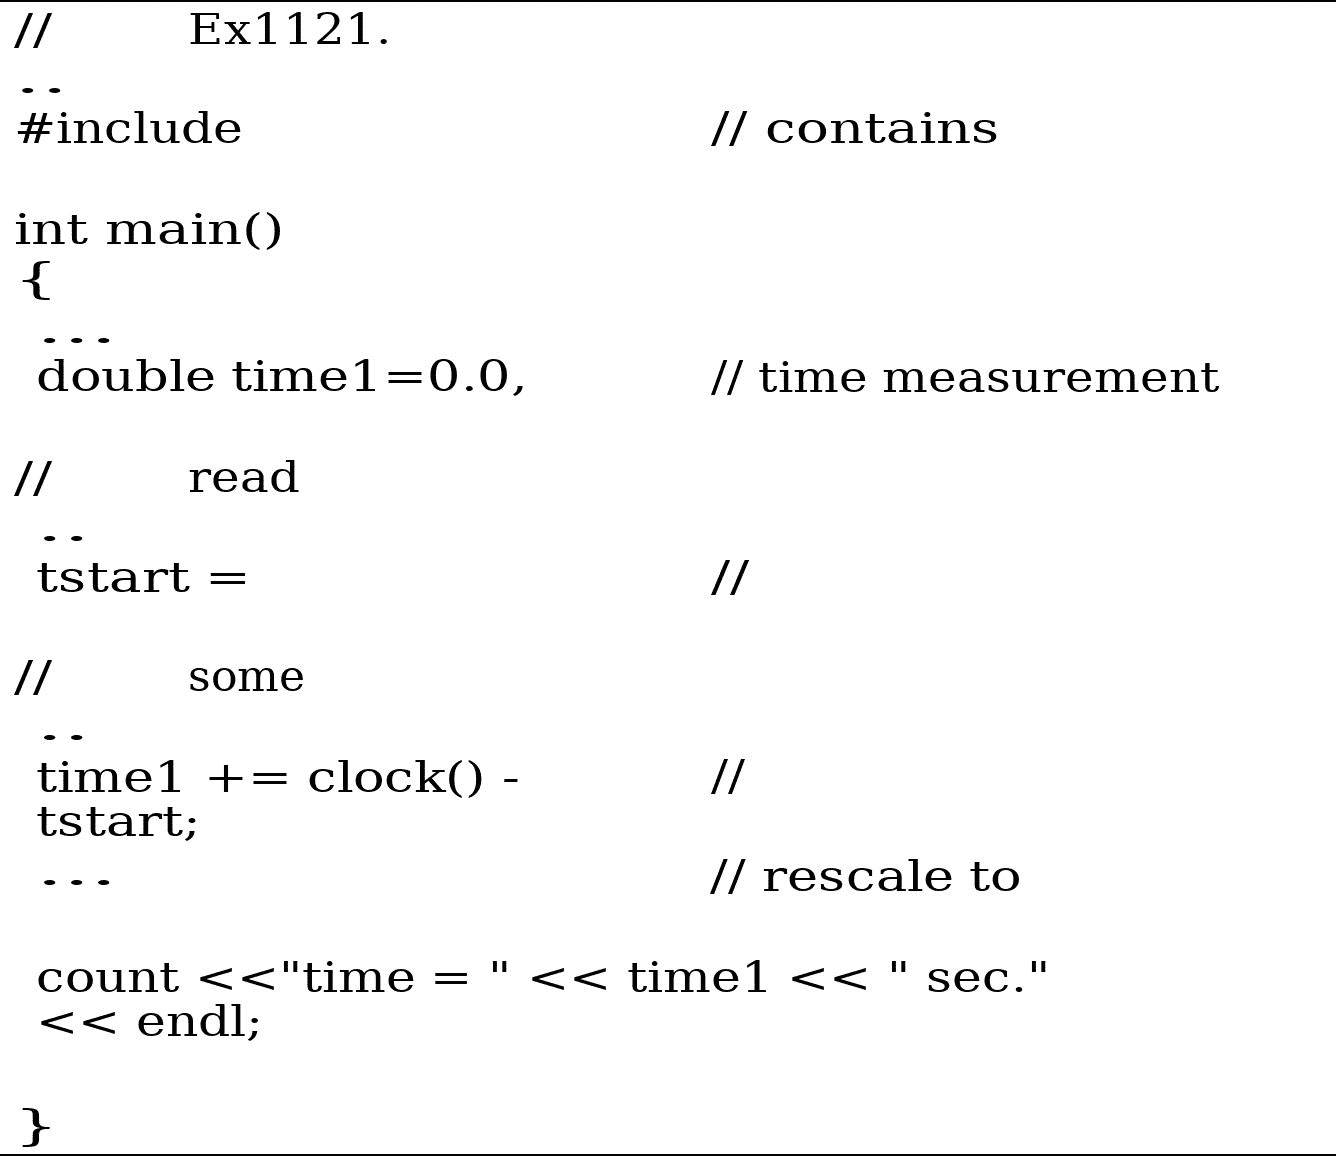 // Ex1121.
..
#include // contains
int main()
{
...
double time1=0.0, // time measurement
// read
..
tstart = //
// some
..
time1 += clock() - //
tstart;
... // rescale to
count <<"time = " << time1 << " sec."
<< endl;
}